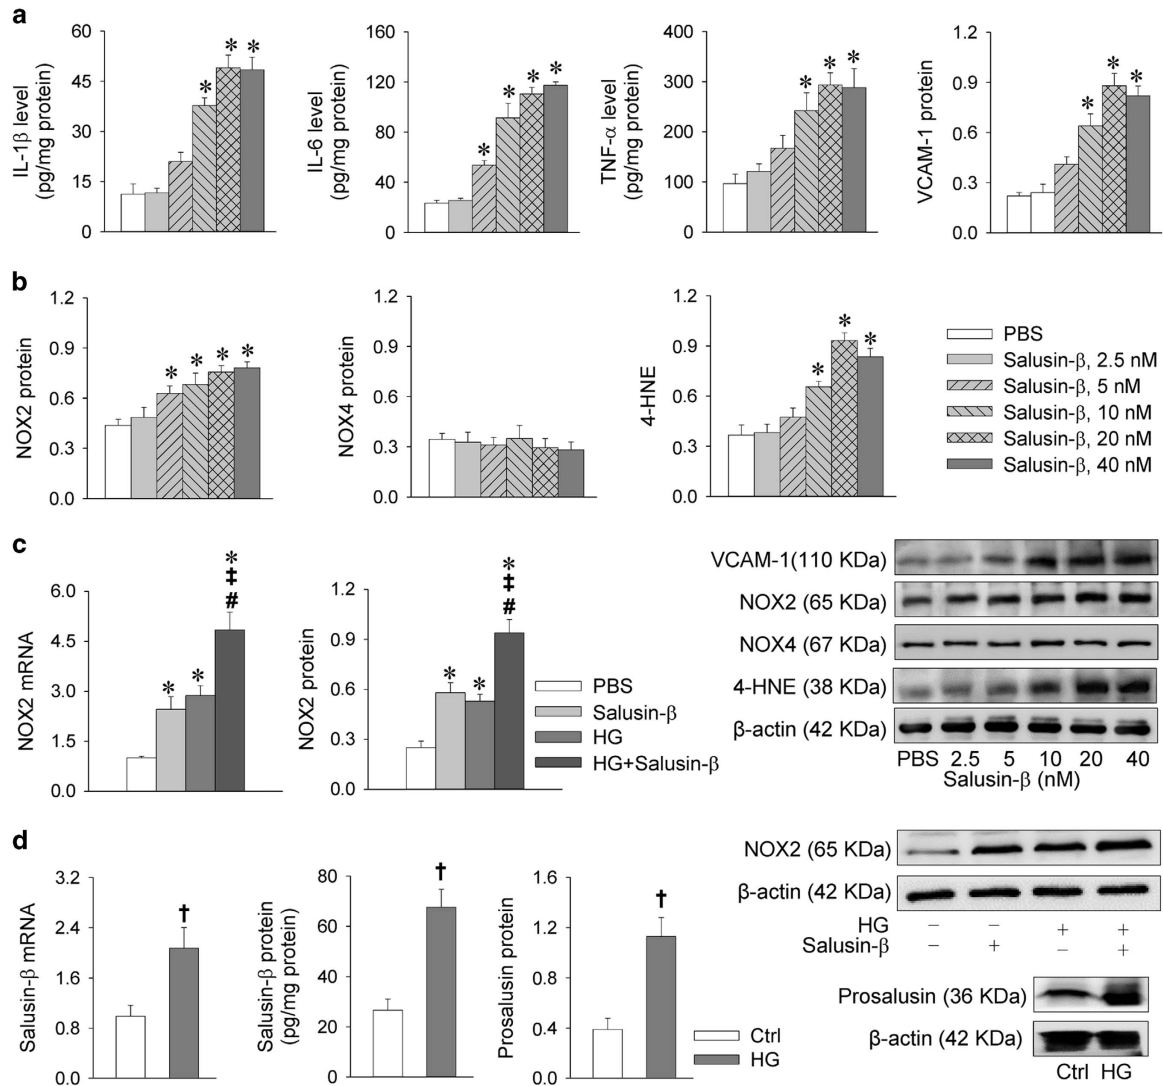 a
IL-1β level
(pg/mg protein)
60
45
30
15
0
*
*
*
IL-6 level
(pg/mg protein)
160
120
80
40
0
*
*
*
*
TNF-α level
(pg/mg protein)
400
300
200
100
0
*
*
*
VCAM-1 protein
1.2
0.9
0.6
0.3
0.0
*
*
*
b
NOX2 protein
1.2
0.9
0.6
0.3
0.0
*
*
*
*
NOX4 protein
1.2
0.9
0.6
0.3
0.0
4-HNE
1.2
0.9
0.6
0.3
0.0
*
*
*
PBS
Salusin-β, 2.5 nM
Salusin-β, 5 nM
Salusin-β, 10 nM
Salusin-β, 20 nM
Salusin-β, 40 nM
c
NOX2 mRNA
6.0
4.5
3.0
1.5
0.0
*
*
*
‡
#
NOX2 protein
1.2
0.9
0.6
0.3
0.0
*
*
*
‡
#
PBS
Salusin-β
HG
HG+Salusin-β
VCAM-1(110 KDa)
NOX2 (65 KDa)
NOX4 (67 KDa)
4-HNE (38 KDa)
β-actin (42 KDa)
PBS 2.5 5 10 20 40
Salusin-β (nM)
d
Salusin-β mRNA
3.2
2.4
1.6
0.8
0.0
†
Salusin-β protein
(pg/mg protein)
80
60
40
20
0
†
Prosalusin protein
1.6
1.2
0.8
0.4
0.0
†
Ctrl
HG
NOX2 (65 KDa)
β-actin (42 KDa)
HG − − + +
Salusin-β − + − +
Prosalusin (36 KDa)
β-actin (42 KDa)
Ctrl HG